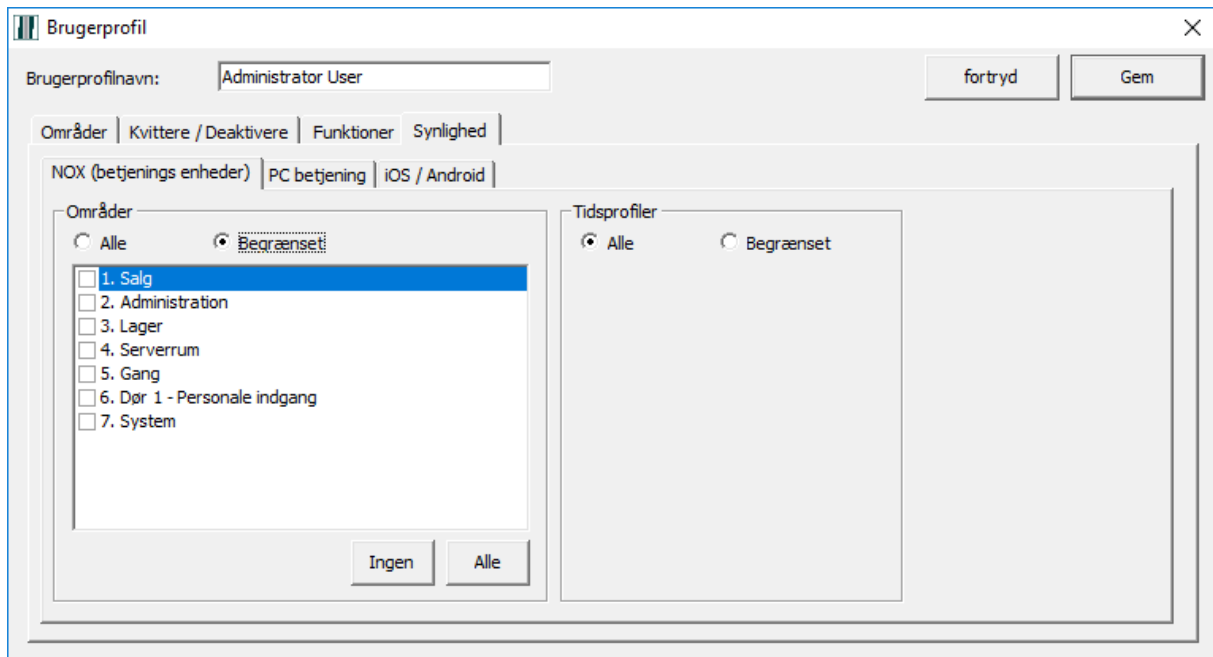 Brugerprofil
Brugerprofilnavn: Administrator User fortryd Gem
Områder Kvittere / Deaktivere Funktioner Synlighed
NOX (betjenings enheder) PC betjening iOS / Android
Områder
Alle Begrænset
1. Salg
2. Administration
3. Lager
4. Serverrum
5. Gang
6. Dør 1 - Personale indgang
7. System
Ingen Alle
Tidsprofiler
Alle Begrænset